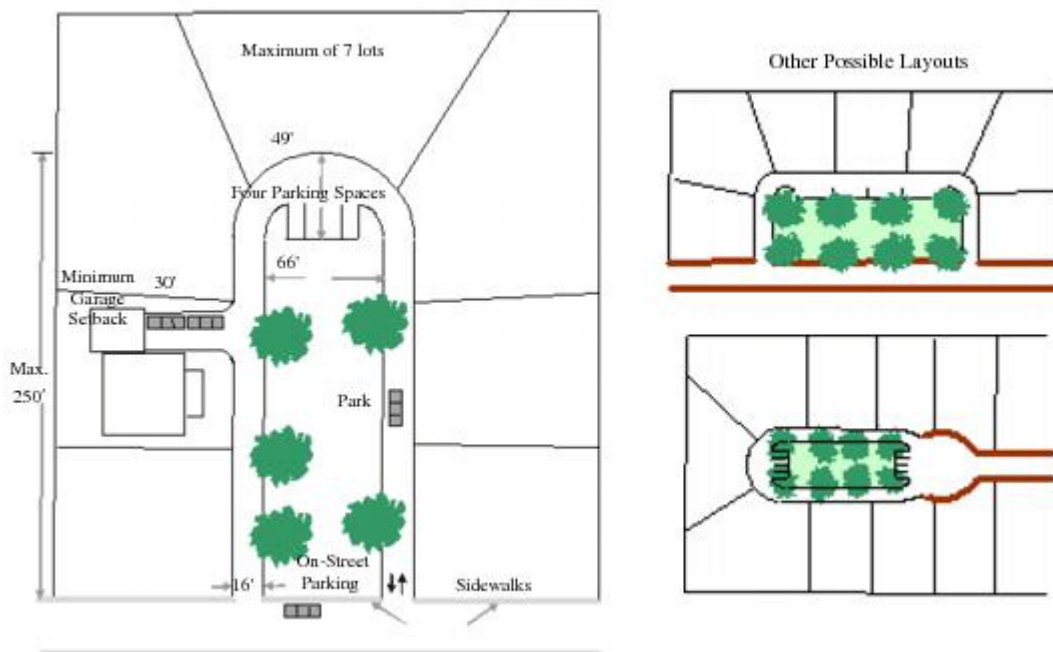 Maximum of 7 lots
Other Possible Layouts
49'
Four Parking Spaces
66'
Minimum
30'
Garage
Setback
Max.
250'
Park
On-Street
Parking
16'
Sidewalks